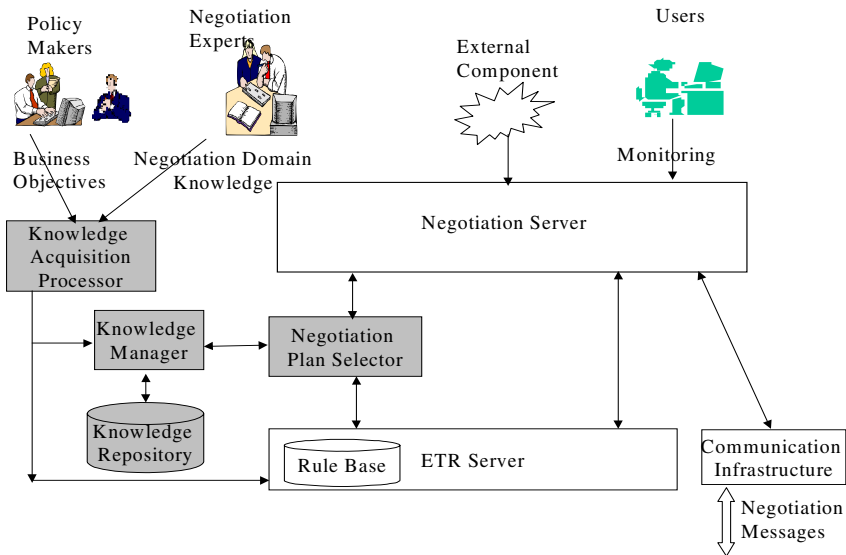 Policy
Makers
Negotiation
Experts
External
Component
Users
Business
Objectives
Negotiation Domain
Knowledge
Monitoring
Knowledge
Acquisition
Processor
Negotiation Server
Knowledge
Manager
Negotiation
Plan Selector
Knowledge
Repository
Rule Base
ETR Server
Communication
Infrastructure
Negotiation
Messages